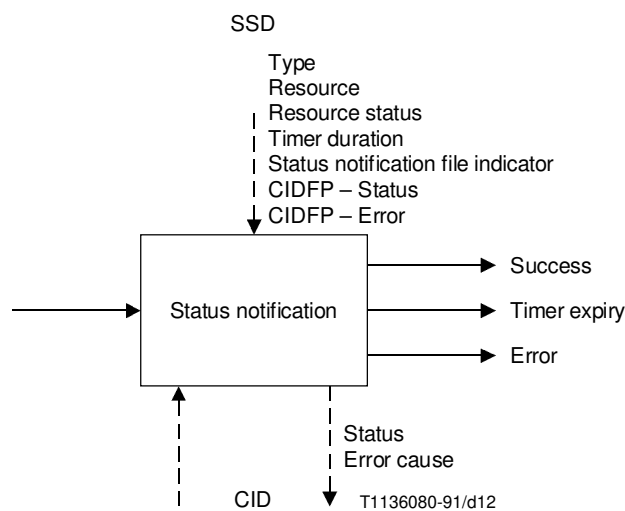 SSD
Type
Resource
Resource status
Timer duration
Status notification file indicator
CIDFP – Status
CIDFP – Error
Success
Status notification
Timer expiry
Error
Status
Error cause
CID
T1136080-91/d12